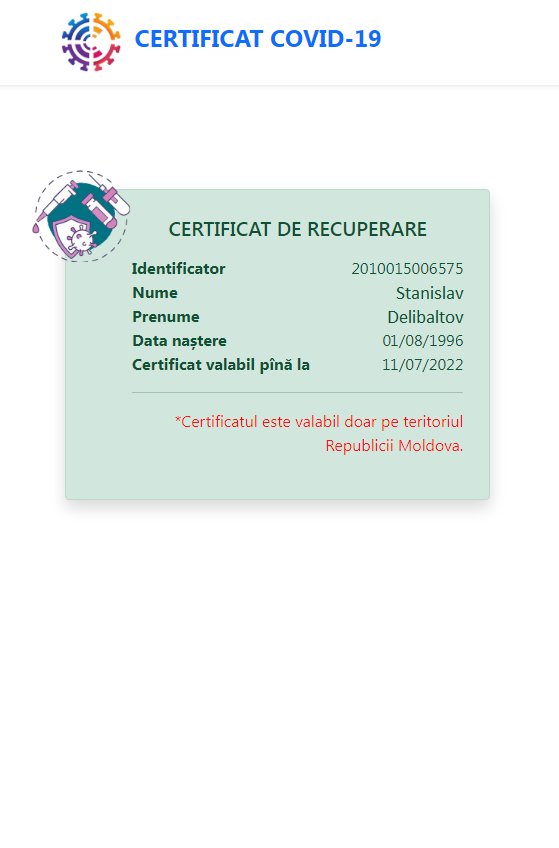 CERTIFICAT COVID-19
CERTIFICAT DE RECUPERARE
Identificator 2010015006575
Nume Stanislav
Prenume Delibaltov
Data naștere 01/08/1996
Certificat valabil pînă la 11/07/2022
*Certificatul este valabil doar pe teritoriul
Republicii Moldova.